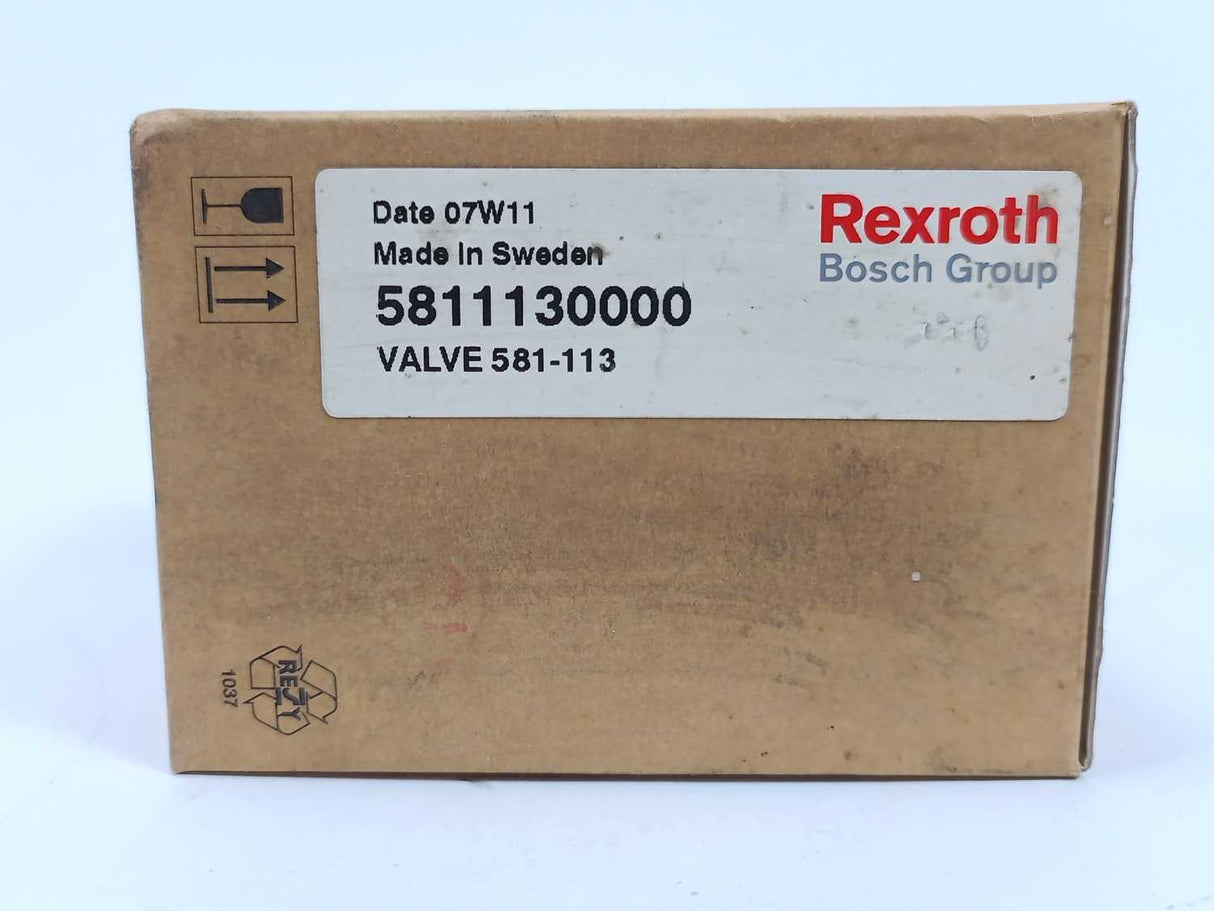 Date 07W11
Made in Sweden
5811130000
VALVE 581-113
Rexroth
Bosch Group
RESY
1037